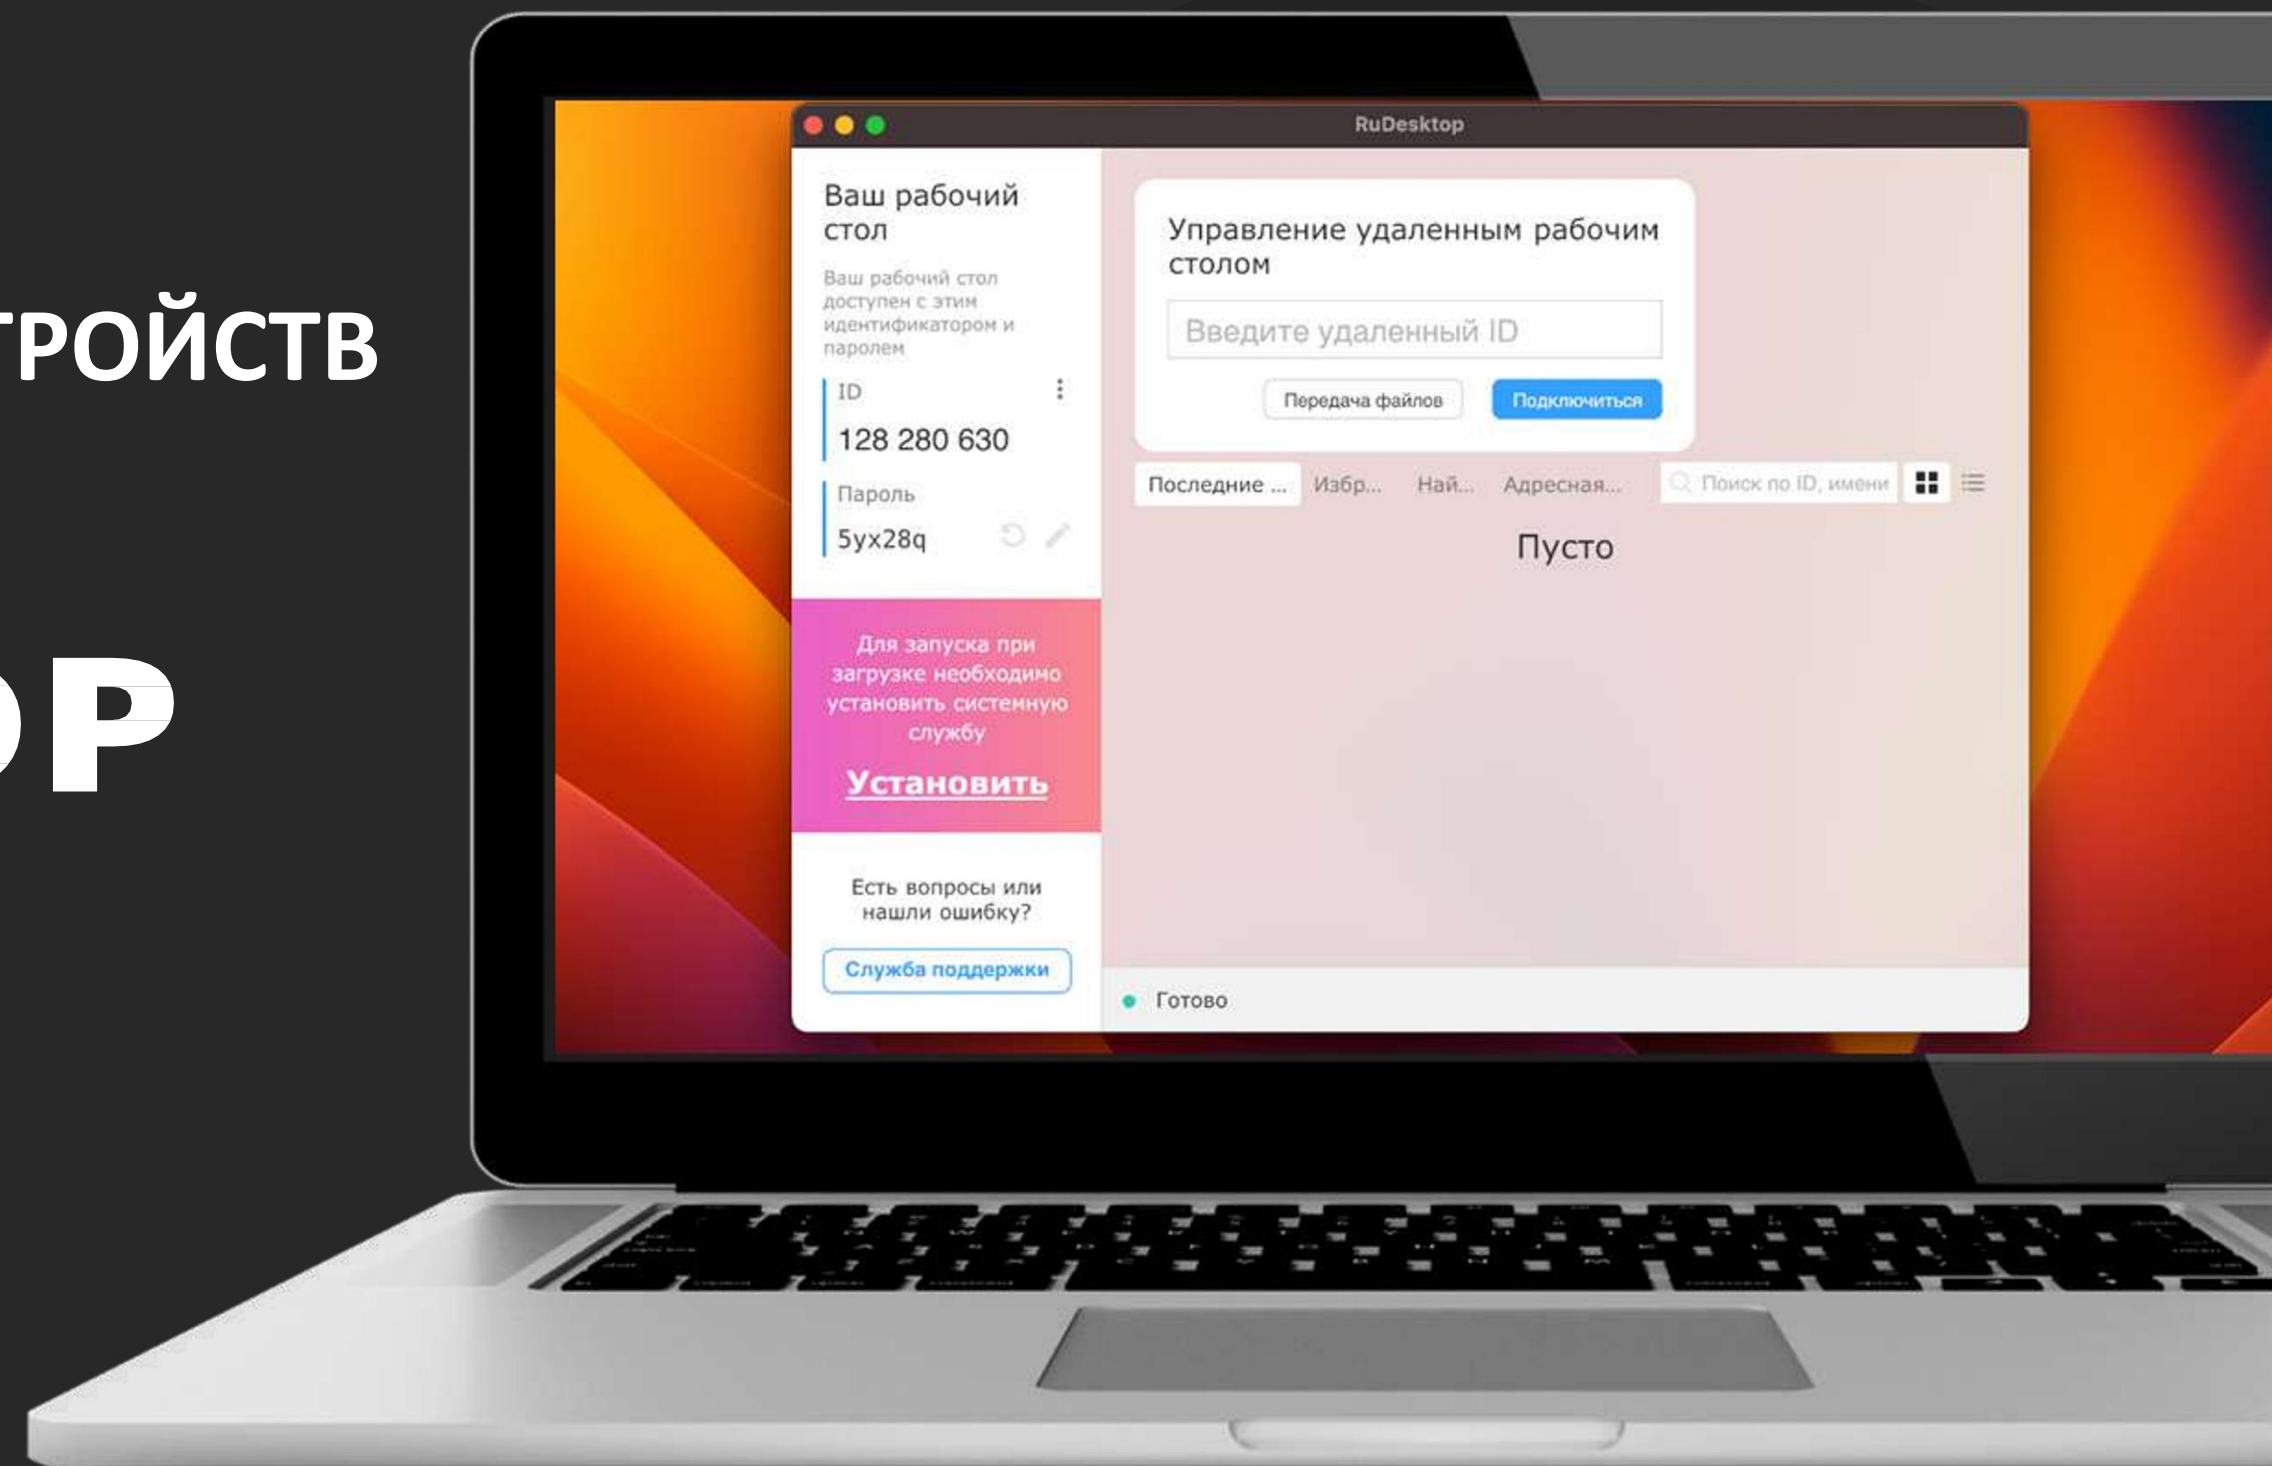 ТРОЙСТВ
OP
RuDesktop
Ваш рабочий
стол
Ваш рабочий стол
доступен с этим
идентификатором и
паролем
ID
128 280 630
Пароль
5yx28q
Для запуска при
загрузке необходимо
установить системную
службу
Установить
Есть вопросы или
нашли ошибку?
Служба поддержки
Управление удаленным рабочим
столом
Введите удаленный ID
Передача файлов
Подключиться
Последние ...
Избр...
Най...
Адресная...
Поиск по ID, имени
Пусто
Готово